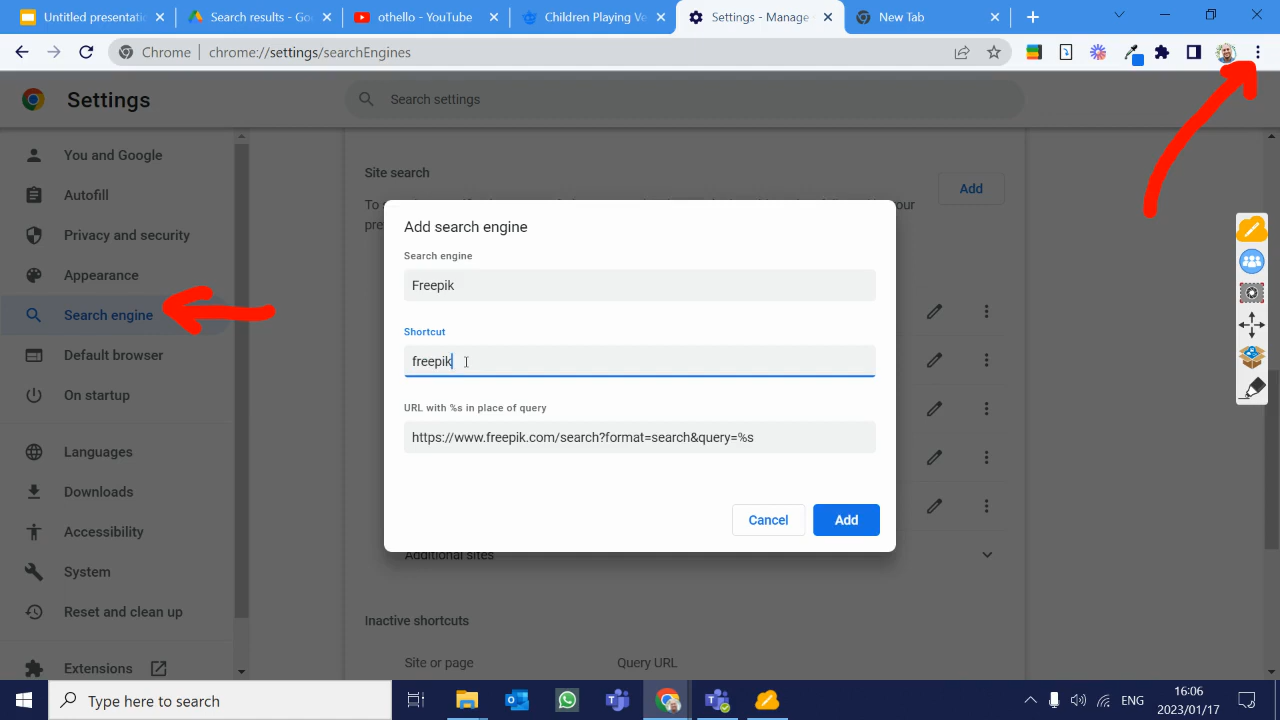 Untitled presentatio
Search results - Go
othello - YouTube
Children Playing Ve
Settings - Manage
New Tab
Chrome | chrome://settings/searchEngines
Settings
Search settings
You and Google
Autofill
Privacy and security
Appearance
Search engine
Default browser
On startup
Languages
Downloads
Accessibility
System
Reset and clean up
Extensions
Site search
Add
To
your
pre
Add search engine
Search engine
Freepik
Shortcut
freepik
URL with %s in place of query
https://www.freepik.com/search?format=search&query=%s
Cancel
Add
Additional sites
Inactive shortcuts
Site or page
Query URL
Type here to search
ENG
16:06
2023/01/17